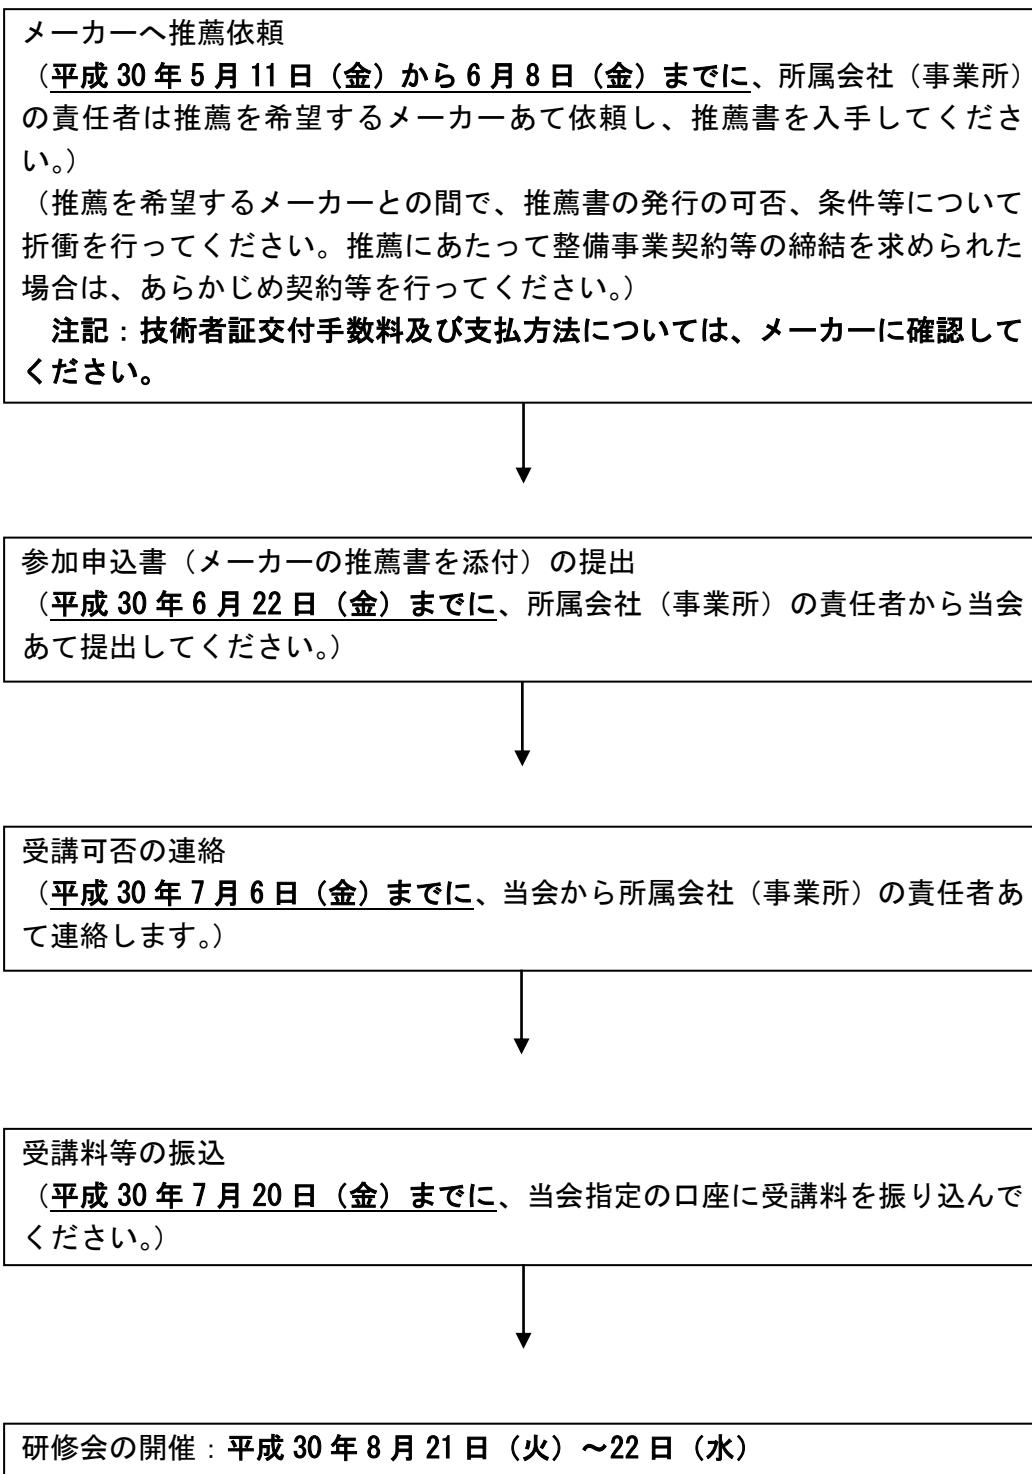 メーカーへ推薦依頼
（平成 30 年 5 月 11 日（金）から 6 月 8 日（金）までに、所属会社（事業所）
の責任者は推薦を希望するメーカーあて依頼し、推薦書を入手してくださ
い。）
（推薦を希望するメーカーとの間で、推薦書の発行の可否、条件等について
折衝を行ってください。推薦にあたって整備事業契約等の締結を求められた
場合は、あらかじめ契約等を行ってください。）
注記：技術者証交付手数料及び支払方法については、メーカーに確認して
ください。
参加申込書（メーカーの推薦書を添付）の提出
（平成 30 年 6 月 22 日（金）までに、所属会社（事業所）の責任者から当会
あて提出してください。）
受講可否の連絡
（平成 30 年 7 月 6 日（金）までに、当会から所属会社（事業所）の責任者あ
て連絡します。）
受講料等の振込
（平成 30 年 7 月 20 日（金）までに、当会指定の口座に受講料を振り込んで
ください。）
研修会の開催：平成 30 年 8 月 21 日（火）～22 日（水）